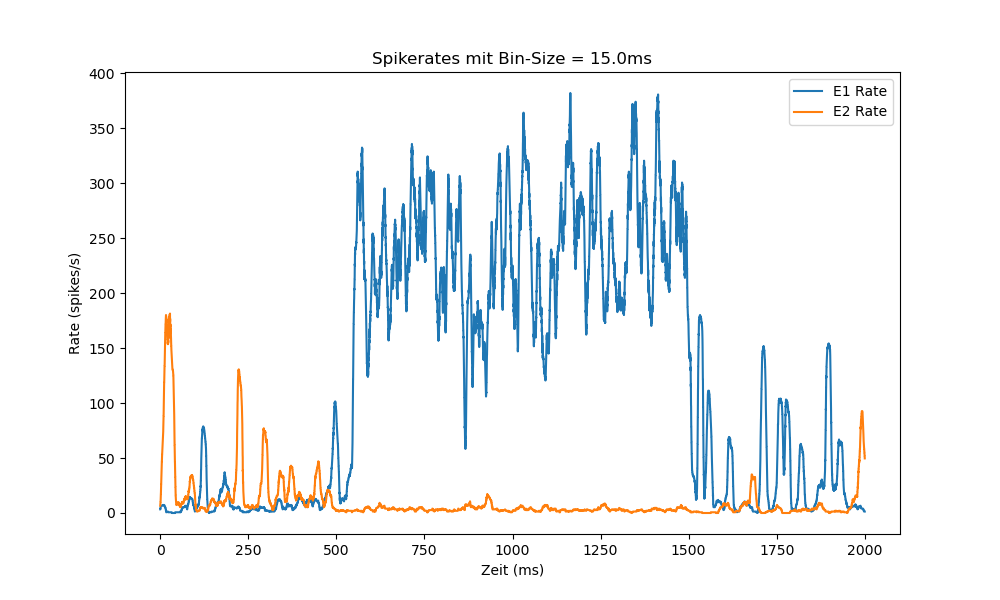 Spikerates mit Bin-Size = 15.0ms
E1 Rate
E2 Rate
Rate (spikes/s)
400
350
300
250
200
150
100
50
0
0 250 500 750 1000 1250 1500 1750 2000
Zeit (ms)